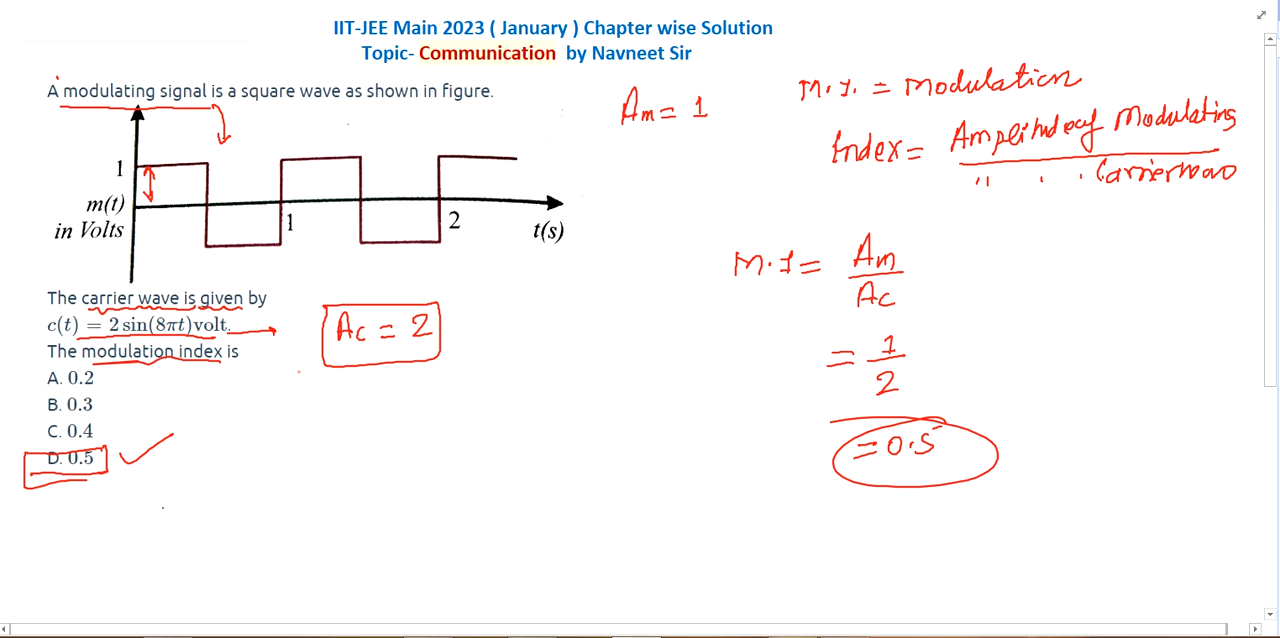 IIT-JEE Main 2023 ( January ) Chapter wise Solution
Topic- Communication by Navneet Sir
A modulating signal is a square wave as shown in figure.
1
m(t)
in Volts
1
2
t(s)
The carrier wave is given by
c(t) = 2 sin(8πt)volt.
The modulation index is
A. 0.2
B. 0.3
C. 0.4
D. 0.5
Ac = 2
Am = 1
M.I. = Modulation
Index = Amplitude of Modulating
" " " Carrier wave
M.I = Am
Ac
= 1
2
= 0.5